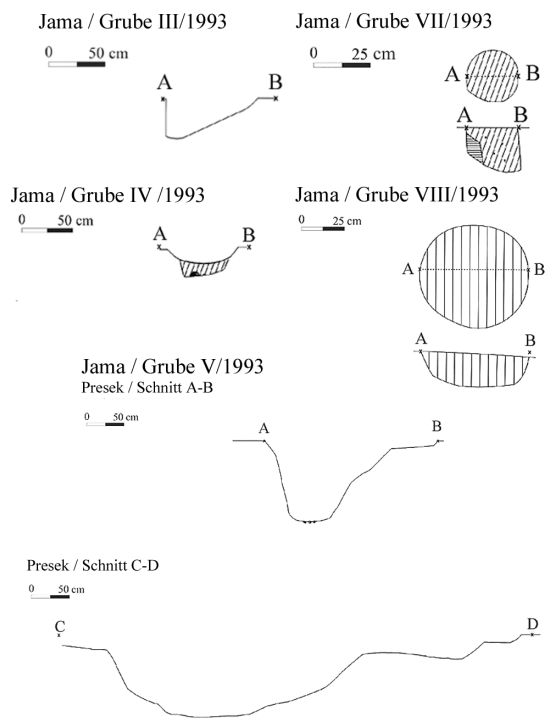 Jama / Grube III/1993
0 50 cm
A B
Jama / Grube VII/1993
0 25 cm
A B
A B
Jama / Grube IV /1993
0 50 cm
A B
Jama / Grube VIII/1993
0 25 cm
A B
A B
Jama / Grube V/1993
Presek / Schnitt A-B
0 50 cm
A B
Presek / Schnitt C-D
0 50 cm
C D